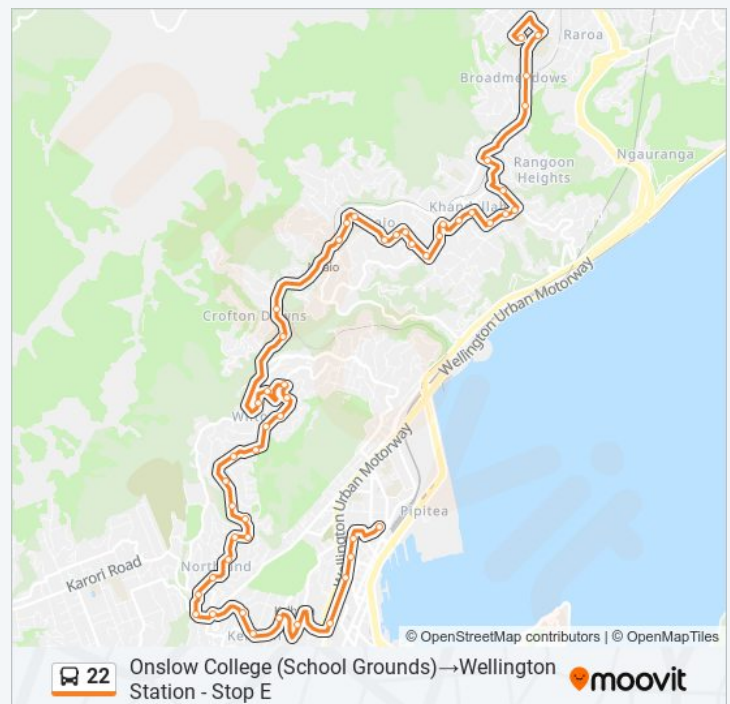 Raroa
Broadmeadows
Ngauranga
Rangoon
Heights
Wellington Urban Motorway
Crofton Downs
Wellington Urban Motorway
Pipitea
Karori Road
© OpenStreetMap contributors | © OpenMapTiles
22
Onslow College (School Grounds)→Wellington
Station - Stop E
moovit